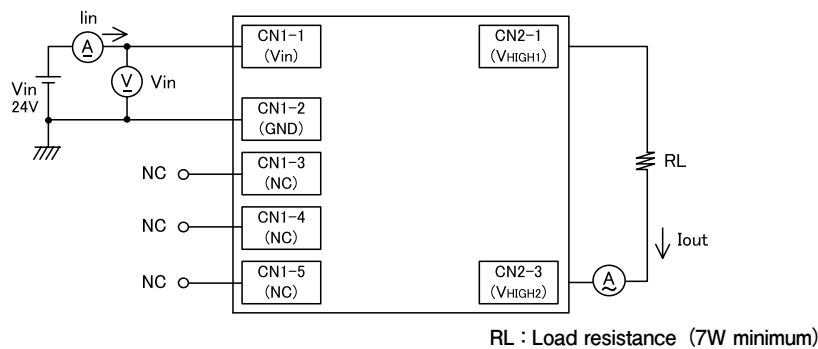 Iin
A
CN1-1
(Vin)
CN2-1
(VHIGH1)
V
Vin
Vin
24V
CN1-2
(GND)
NC
CN1-3
(NC)
RL
NC
CN1-4
(NC)
Iout
NC
CN1-5
(NC)
CN2-3
(VHIGH2)
A
RL : Load resistance (7W minimum)